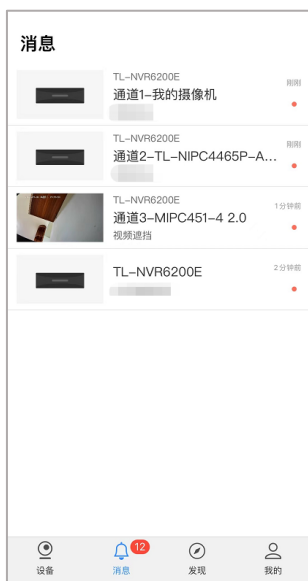 消息
TL-NVR6200E
刚刚
通道1-我的摄像机
TL-NVR6200E
刚刚
通道2-TL-NIPC4465P-A...
TL-NVR6200E
1分钟前
通道3-MIPC451-4 2.0
视频遮挡
TL-NVR6200E
2分钟前
12
设备
消息
发现
我的